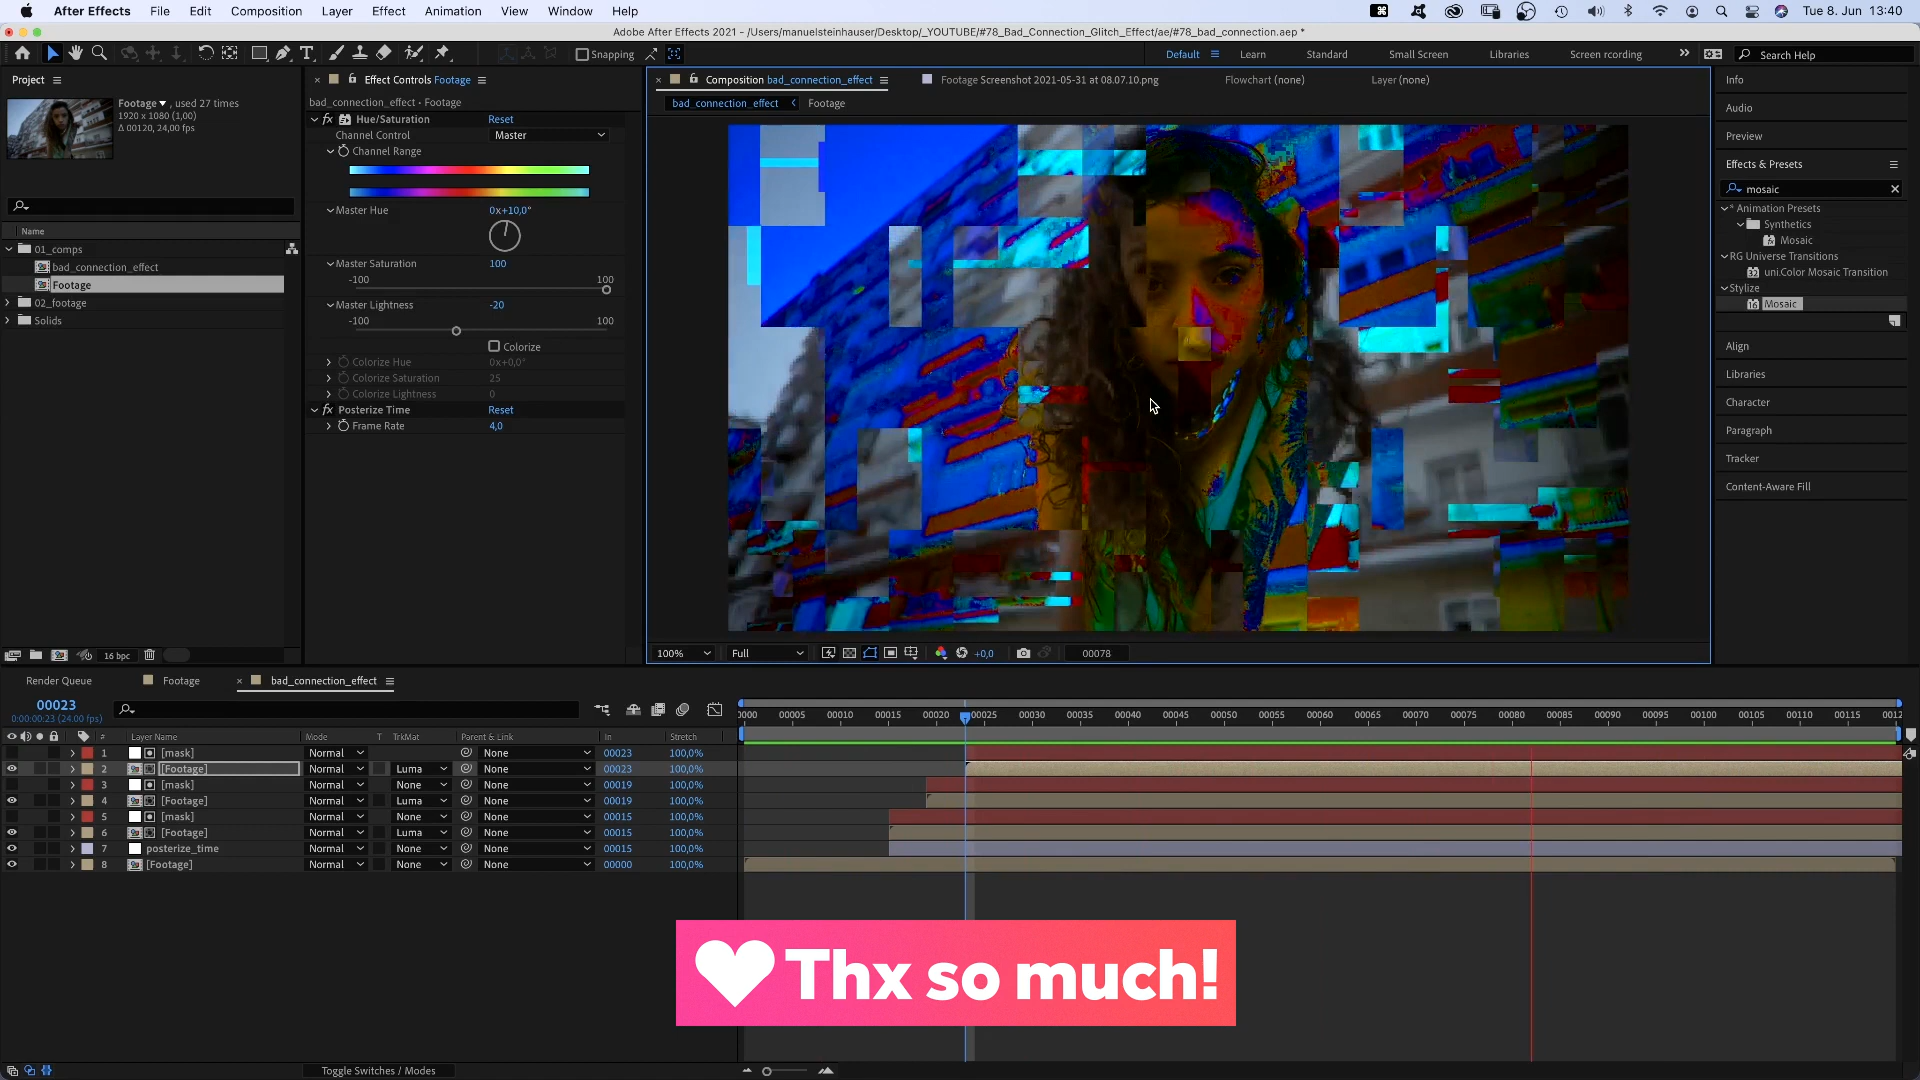 After Effects File Edit Composition Layer Effect Animation View Window Help Tue 8. Jun 13:40
Adobe After Effects 2021 - /Users/manuelsteinhauser/Desktop/_YOUTUBE/#78_Bad_Connection_Glitch_Effect/ae/#78_bad_connection.aep *
Snapping Default Learn Standard Small Screen Libraries Screen recording Search Help
Project
Footage , used 27 times
1920 x 1080 (1,00)
Δ 00120, 24,00 fps
Name
01_comps
bad_connection_effect
Footage
02_footage
Solids
16 bpc
Effect Controls Footage
bad_connection_effect • Footage
fx Hue/Saturation Reset
Channel Control Master
Channel Range
Master Hue 0x+10,0°
Master Saturation 100
-100 100
Master Lightness -20
-100 100
Colorize
Colorize Hue 0x+0,0°
Colorize Saturation 25
Colorize Lightness 0
fx Posterize Time Reset
Frame Rate 4,0
Composition bad_connection_effect Footage Screenshot 2021-05-31 at 08.07.10.png Flowchart (none) Layer (none)
bad_connection_effect Footage
100% Full +0,0 00078
Info
Audio
Preview
Effects & Presets
mosaic
* Animation Presets
Synthetics
Mosaic
RG Universe Transitions
uni.Color Mosaic Transition
Stylize
Mosaic
Align
Libraries
Character
Paragraph
Tracker
Content-Aware Fill
Render Queue Footage bad_connection_effect
00023
0:00:00:23 (24.00 fps)
0000 00005 00010 00015 00020 00025 00030 00035 00040 00045 00050 00055 00060 00065 00070 00075 00080 00085 00090 00095 00100 00105 00110 00115 0012
# Layer Name Mode T TrkMat Parent & Link In Stretch
1 [mask] Normal None 00023 100,0%
2 [Footage] Normal Luma None 00023 100,0%
3 [mask] Normal None None 00019 100,0%
4 [Footage] Normal Luma None 00019 100,0%
5 [mask] Normal None None 00015 100,0%
6 [Footage] Normal Luma None 00015 100,0%
7 posterize_time Normal None None 00015 100,0%
8 [Footage] Normal None None 00000 100,0%
Thx so much!
Toggle Switches / Modes